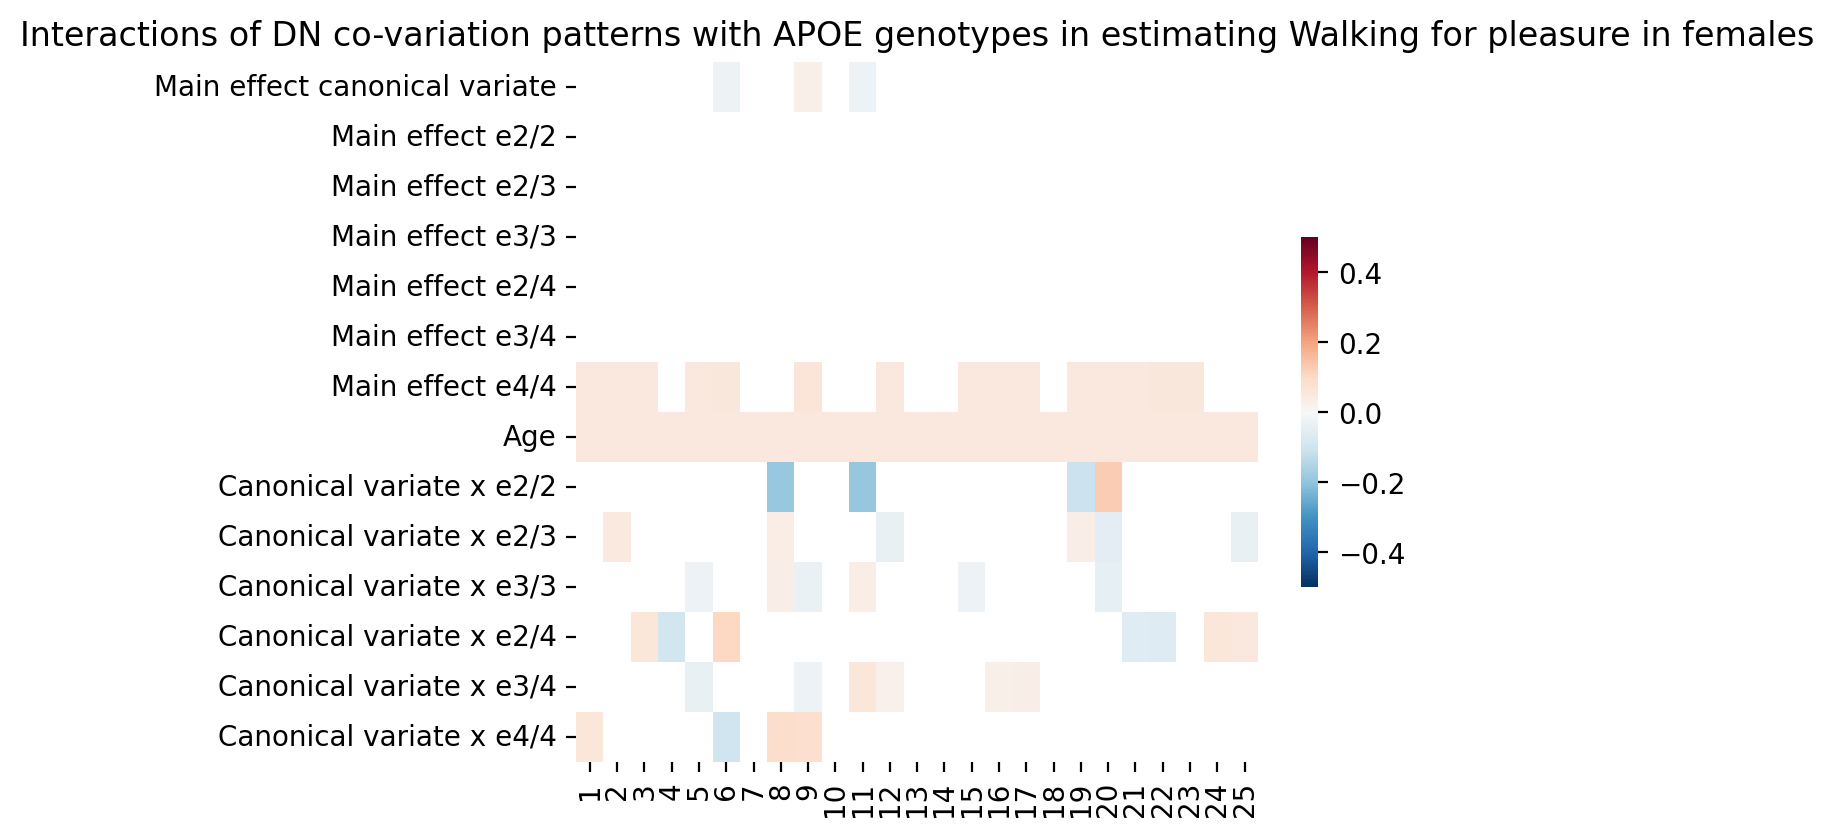 Interactions of DN co-variation patterns with APOE genotypes in estimating Walking for pleasure in females
Main effect canonical variate
Main effect e2/2
Main effect e2/3
Main effect e3/3
Main effect e2/4
Main effect e3/4
Main effect e4/4
Age
Canonical variate x e2/2
Canonical variate x e2/3
Canonical variate x e3/3
Canonical variate x e2/4
Canonical variate x e3/4
Canonical variate x e4/4
1 2 3 4 5 6 7 8 9 10 11 12 13 14 15 16 17 18 19 20 21 22 23 24 25
0.4
0.2
0.0
−0.2
−0.4